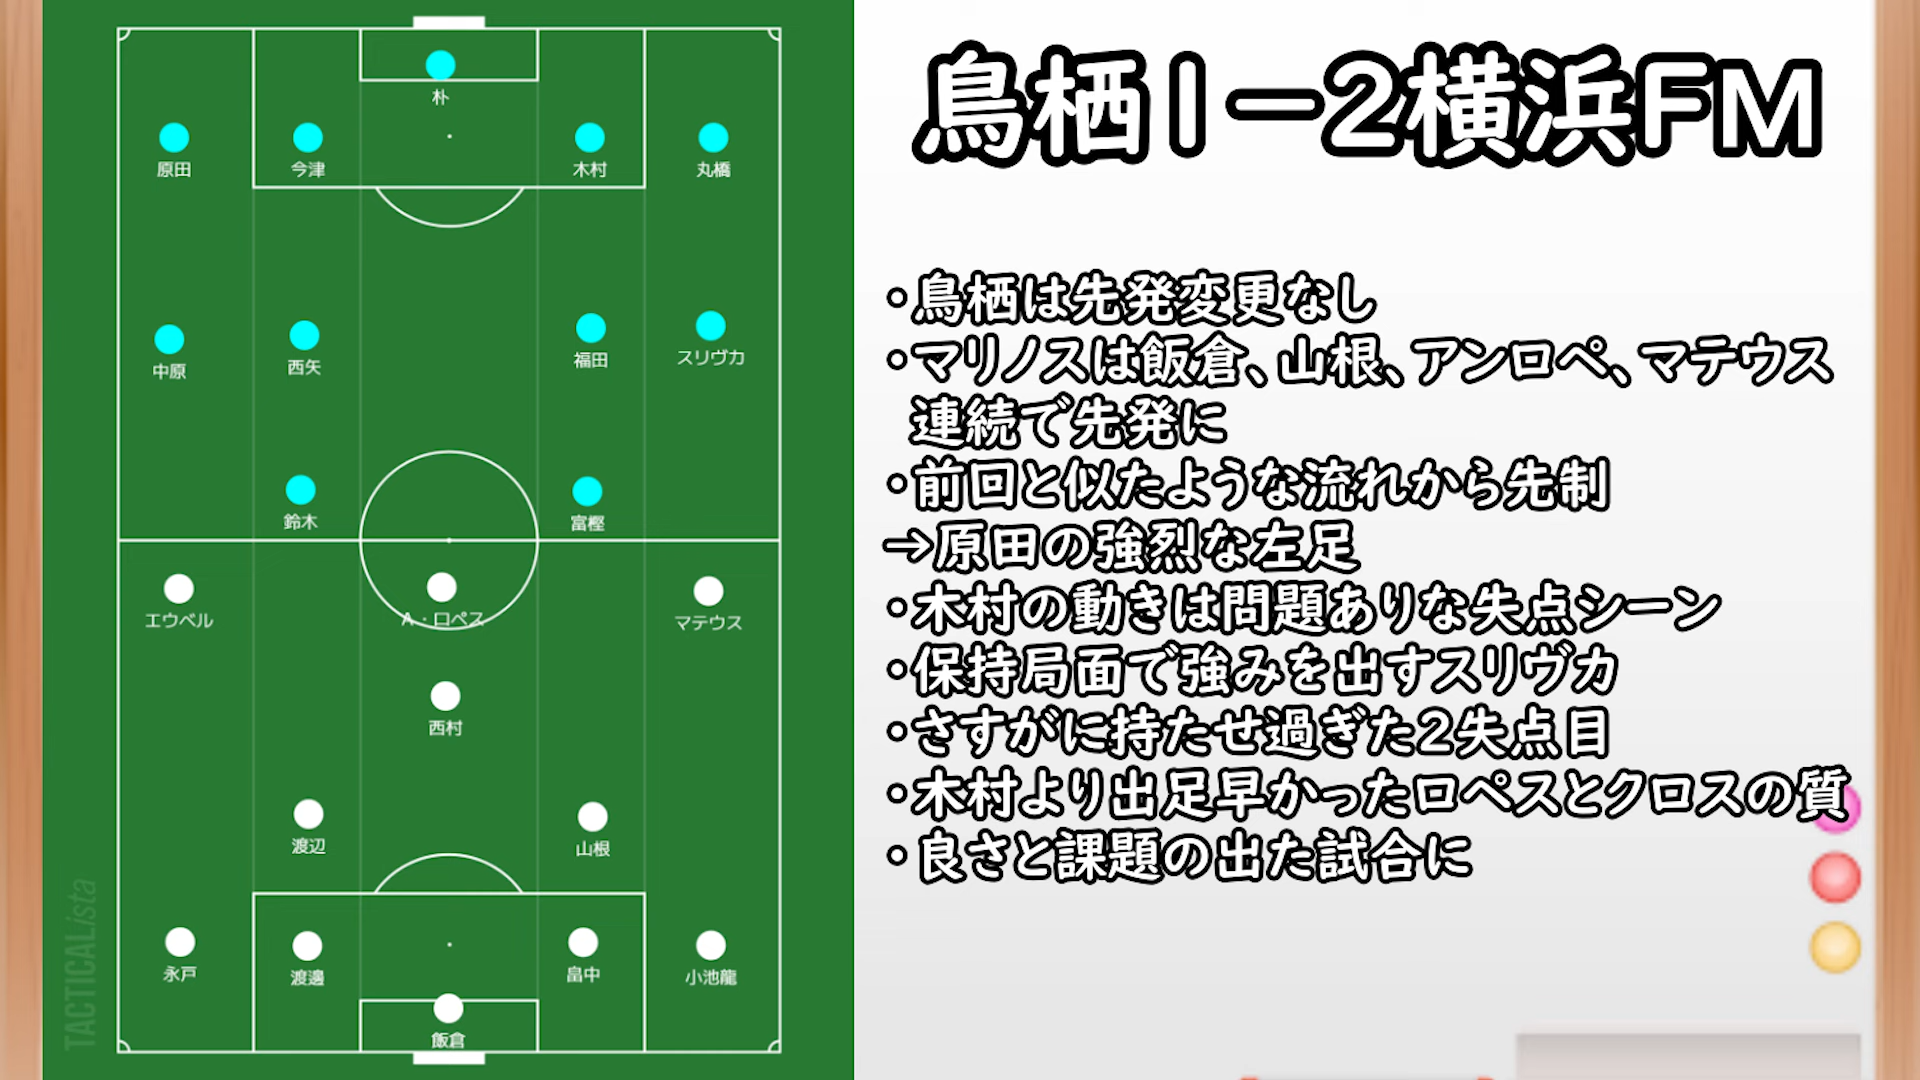 鳥栖1-2横浜FM
朴
原田
今津
木村
丸橋
中原
西矢
福田
スリヴカ
鈴木
富樫
エウベル
A・ロペス
マテウス
西村
渡辺
山根
永戸
渡邊
畠中
小池龍
飯倉
TACTICALista
・鳥栖は先発変更なし
・マリノスは飯倉、山根、アンロペ、マテウス
連続で先発に
・前回と似たような流れから先制
→原田の強烈な左足
・木村の動きは問題ありな失点シーン
・保持局面で強みを出すスリヴカ
・さすがに持たせ過ぎた2失点目
・木村より出足早かったロペスとクロスの質
・良さと課題の出た試合に